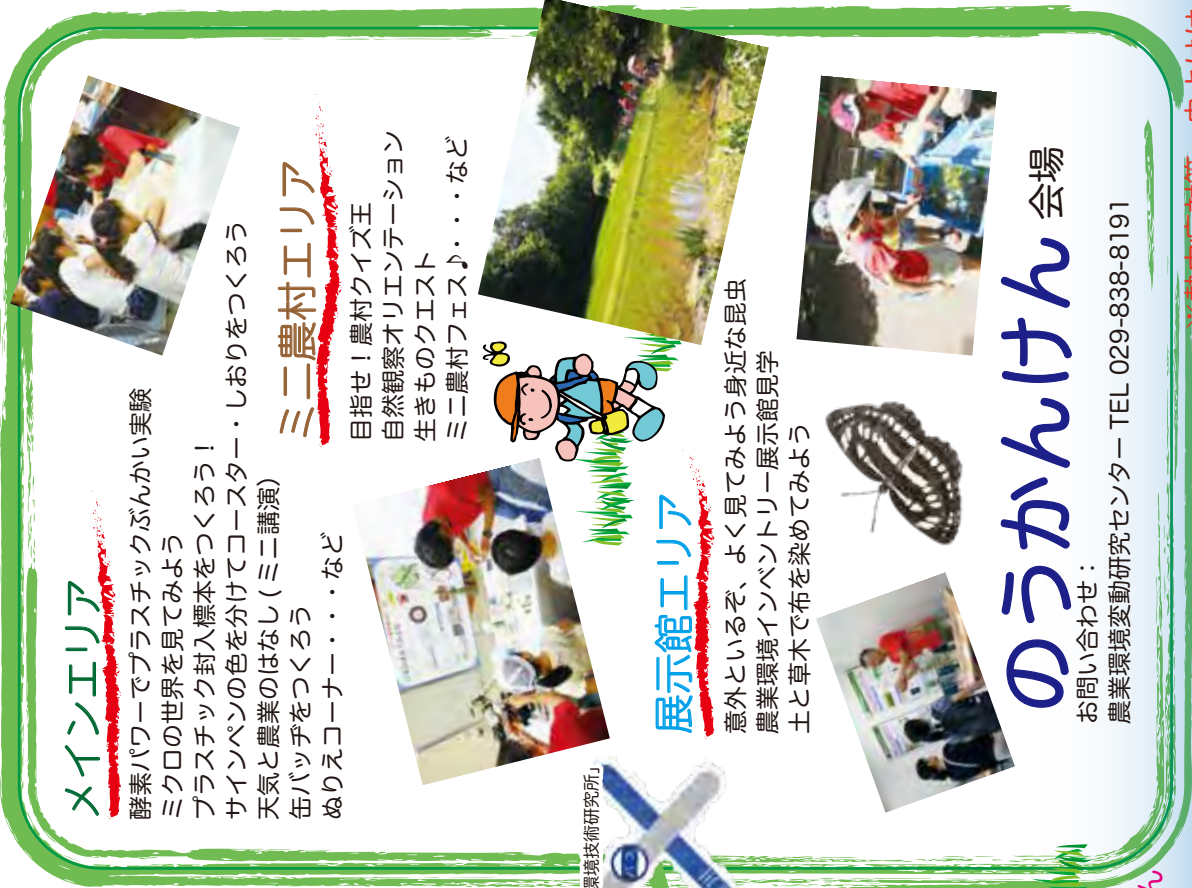 メインエリア
酵素パワーでプラスチックぶんかい実験
ミクロの世界を見てみよう
プラスチック封入標本をつくろう！
サインペンの色を分けてコースター・しおりをつくろう
天気と農業のはなし（ミニ講演）
缶バッヂをつくろう
ぬりえコーナー・・・・など
ミニ農村エリア
目指せ！農村クイズ王
自然観察オリエンテーション
生きものクエスト
ミニ農村フェス♪・・・など
展示館エリア
意外といるぞ、よく見てみよう身近な昆虫
農業環境インベントリー展示館見学
土と草木で布を染めてみよう
環境技術研究所」
のうかんけん 会場
お問い合わせ：
農業環境変動研究センター TEL 029-838-8191
ん